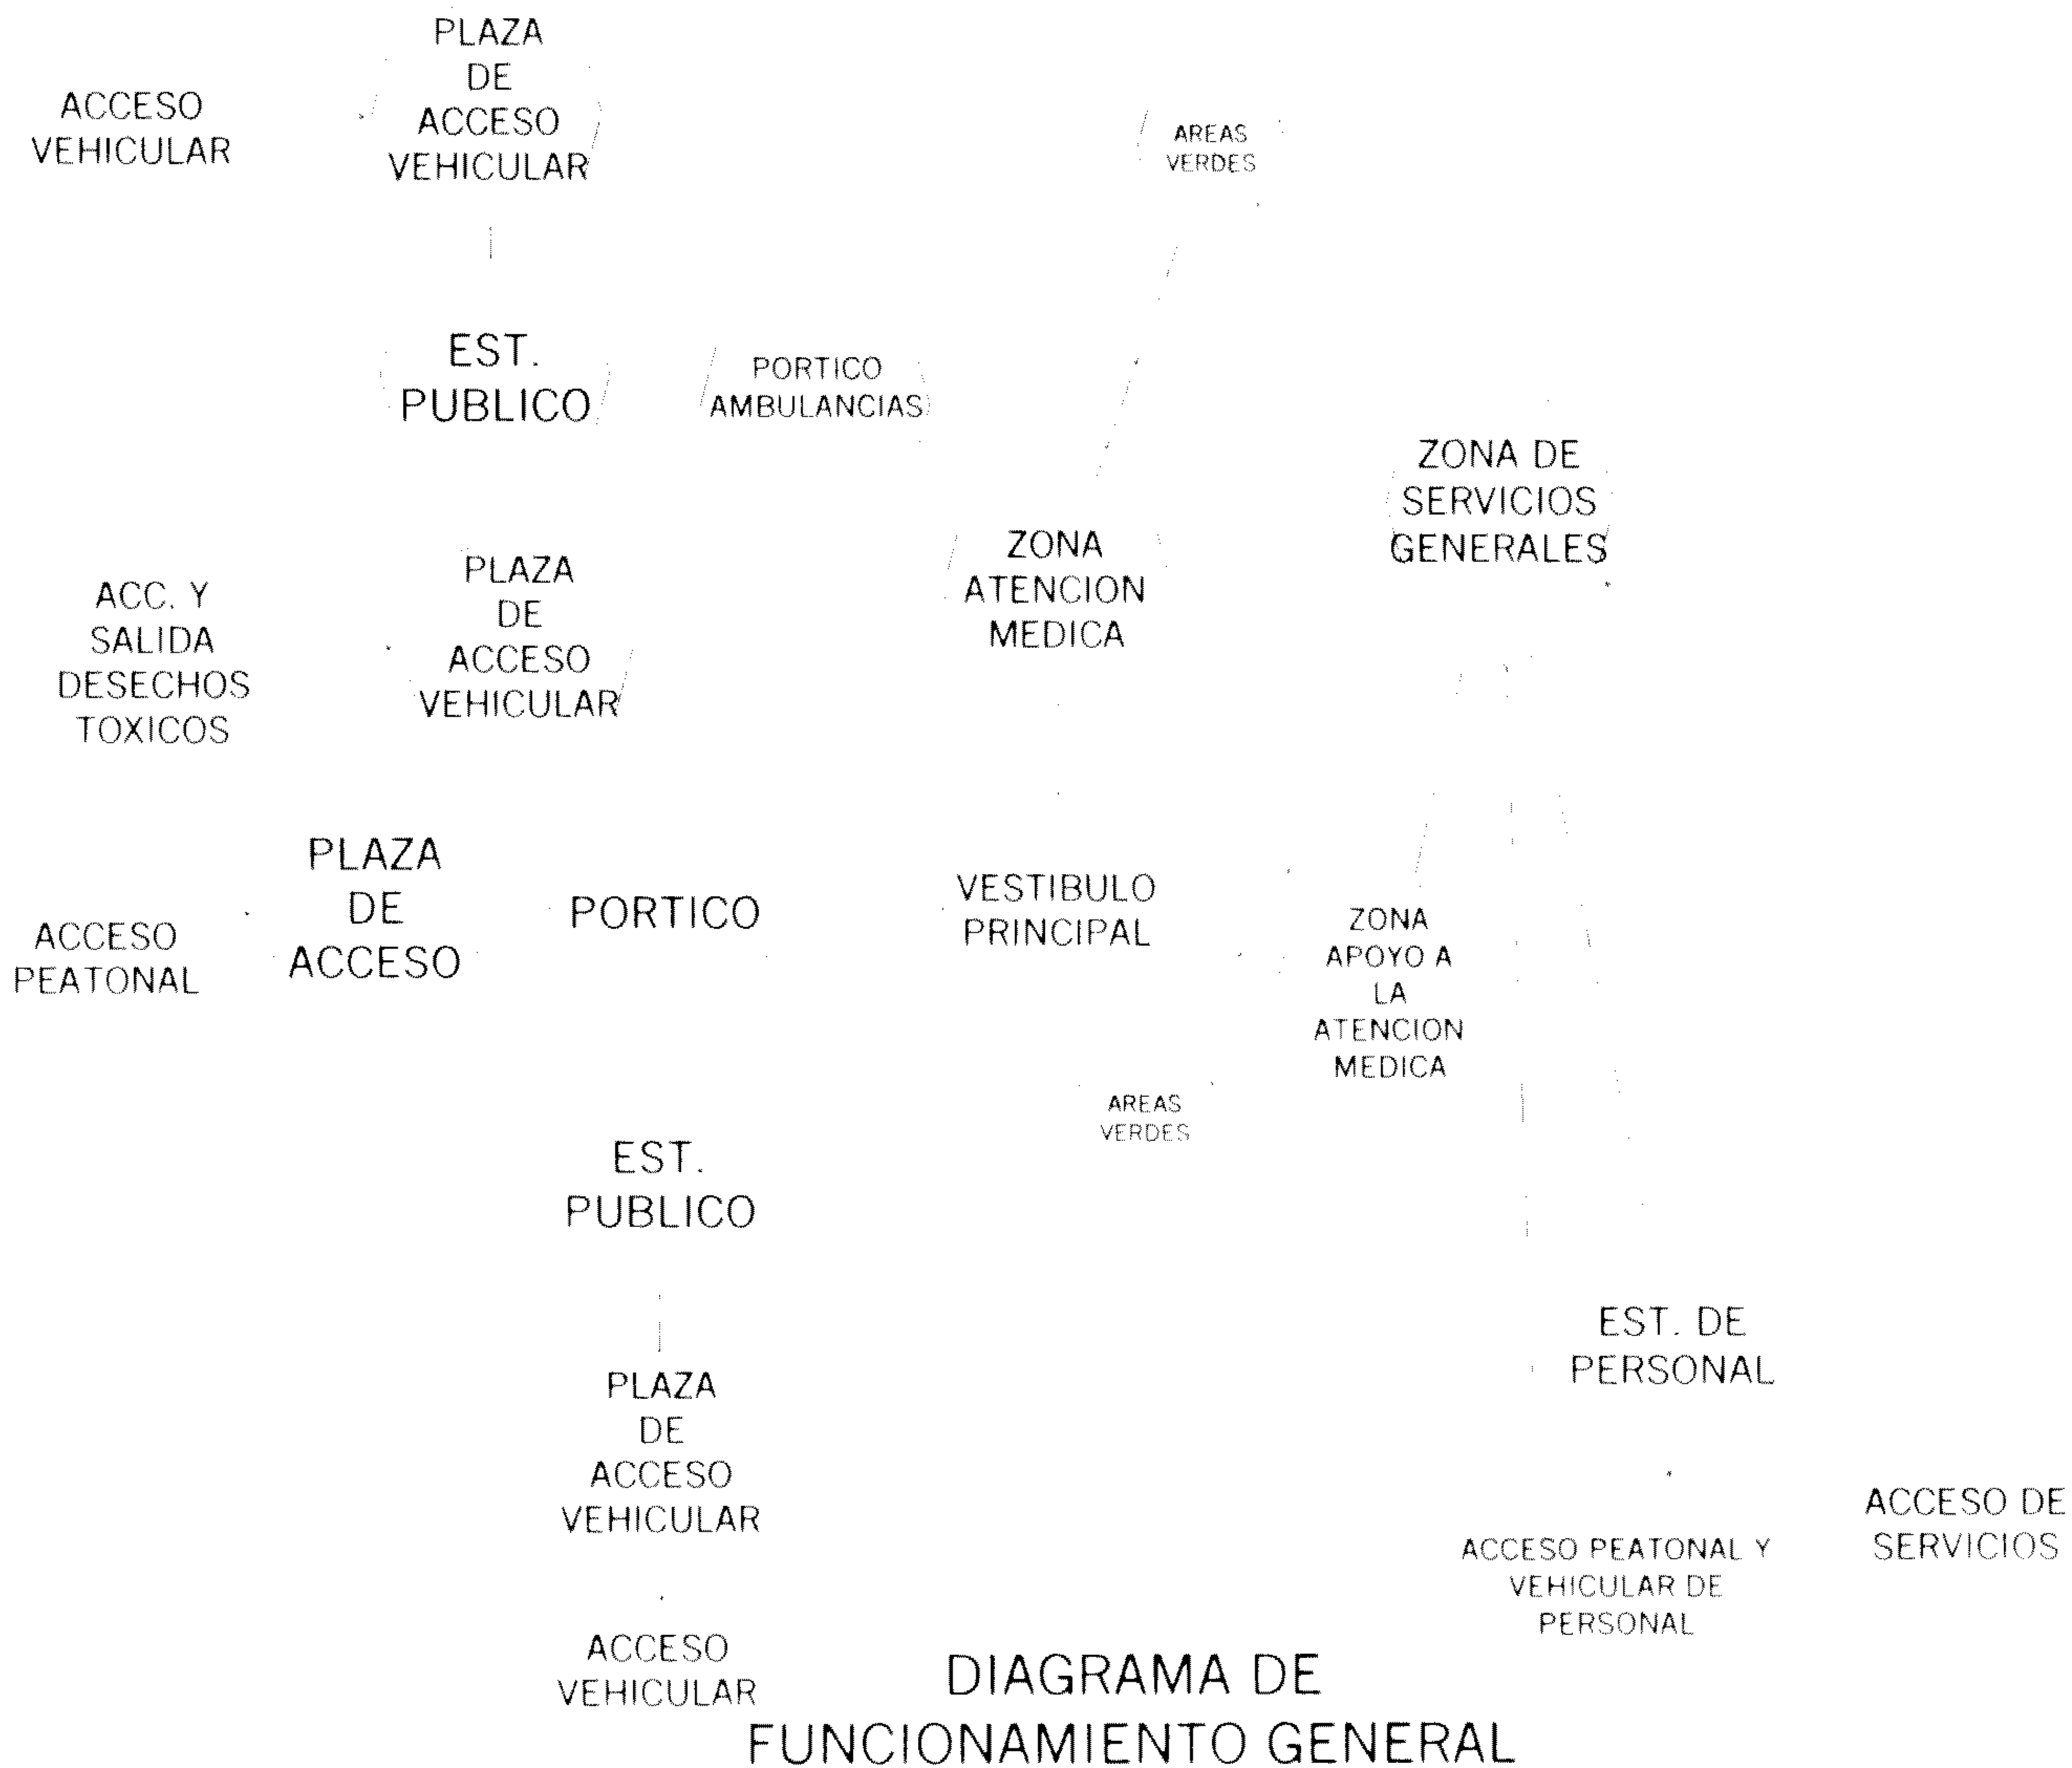 PLAZA
DE
ACCESO
VEHICULAR
ACCESO
VEHICULAR
AREAS
VERDES
EST.
PUBLICO
PORTICO
AMBULANCIAS
ZONA DE
SERVICIOS
GENERALES
ZONA
ATENCION
MEDICA
PLAZA
DE
ACCESO
VEHICULAR
ACC. Y
SALIDA
DESECHOS
TOXICOS
PLAZA
DE
ACCESO
PORTICO
VESTIBULO
PRINCIPAL
ACCESO
PEATONAL
ZONA
APOYO A
LA
ATENCION
MEDICA
AREAS
VERDES
EST.
PUBLICO
EST. DE
PERSONAL
PLAZA
DE
ACCESO
VEHICULAR
ACCESO DE
SERVICIOS
ACCESO PEATONAL Y
VEHICULAR DE
PERSONAL
ACCESO
VEHICULAR
DIAGRAMA DE
FUNCIONAMIENTO GENERAL